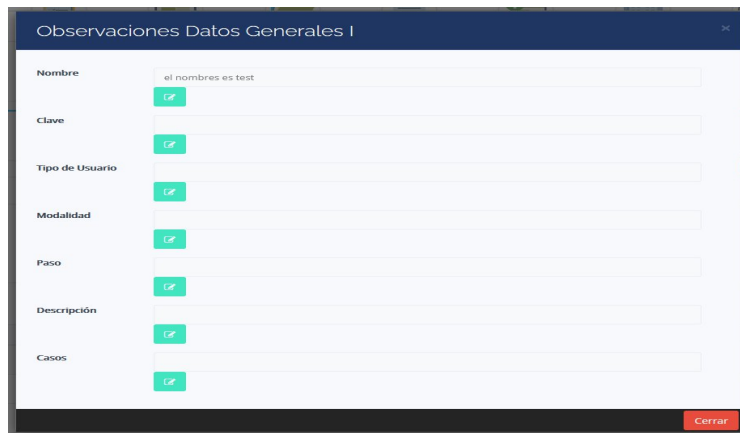 Observaciones Datos Generales I
Nombre
el nombres es test
Clave
Tipo de Usuario
Modalidad
Paso
Descripción
Casos
Cerrar